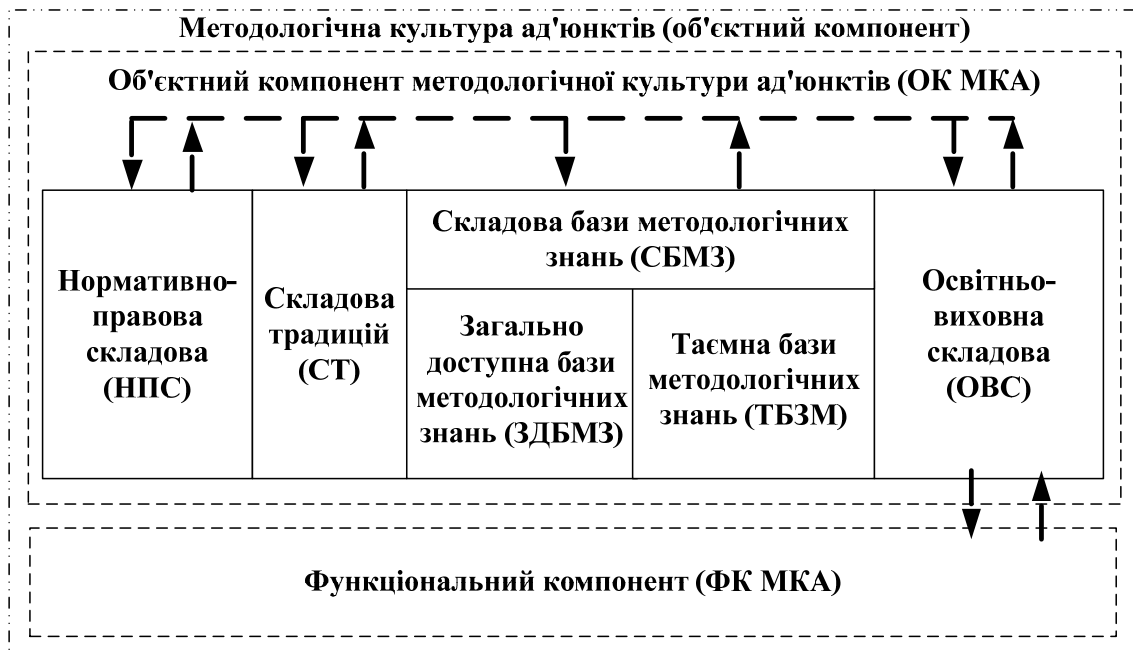 Методологічна культура ад'юнктів (об'єктний компонент)
Об'єктний компонент методологічної культури ад'юнктів (ОК МКА)
Нормативно-
правова
складова
(НПС)
Складова
традицій
(СТ)
Складова бази методологічних
знань (СБМЗ)
Загально
доступна бази
методологічних
знань (ЗДБМЗ)
Таємна бази
методологічних
знань (ТБЗМ)
Освітньо-
виховна
складова
(ОВС)
Функціональний компонент (ФК МКА)